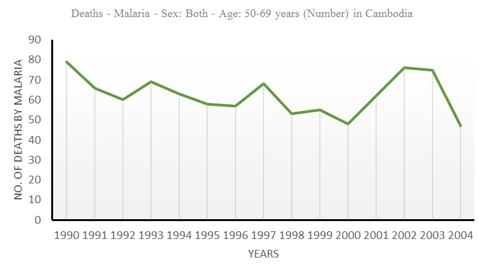 Deaths - Malaria - Sex: Both - Age: 50-69 years (Number) in Cambodia
90
80
70
60
50
40
30
20
10
0
NO. OF DEATHS BY MALARIA
1990 1991 1992 1993 1994 1995 1996 1997 1998 1999 2000 2001 2002 2003 2004
YEARS